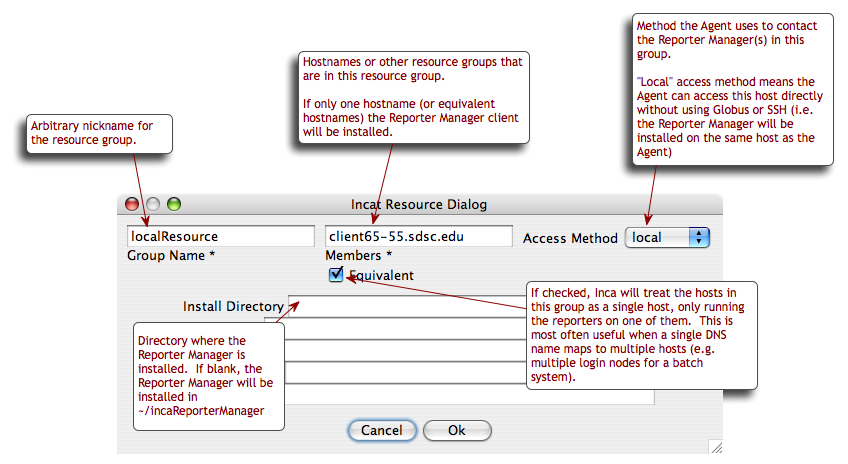 Method the Agent uses to contact
the Reporter Manager(s) in this
group.
"Local" access method means the
Agent can access this host directly
without using Globus or SSH (i.e.
the Reporter Manager will be
installed on the same host as the
Agent)
Hostnames or other resource groups that
are in this resource group.
If only one hostname (or equivalent
hostnames) the Reporter Manager client
will be installed.
Arbitrary nickname for
the resource group.
Incat Resource Dialog
localResource
client65-55.sdsc.edu
Access Method
local
Group Name *
Members *
Equivalent
Install Directory
If checked, Inca will treat the hosts in
this group as a single host, only running
the reporters on one of them.  This is
most often useful when a single DNS
name maps to multiple hosts (e.g.
multiple login nodes for a batch
system).
Directory where the
Reporter Manager is
installed.  If blank, the
Reporter Manager will be
installed in
~/incaReporterManager
Cancel
Ok